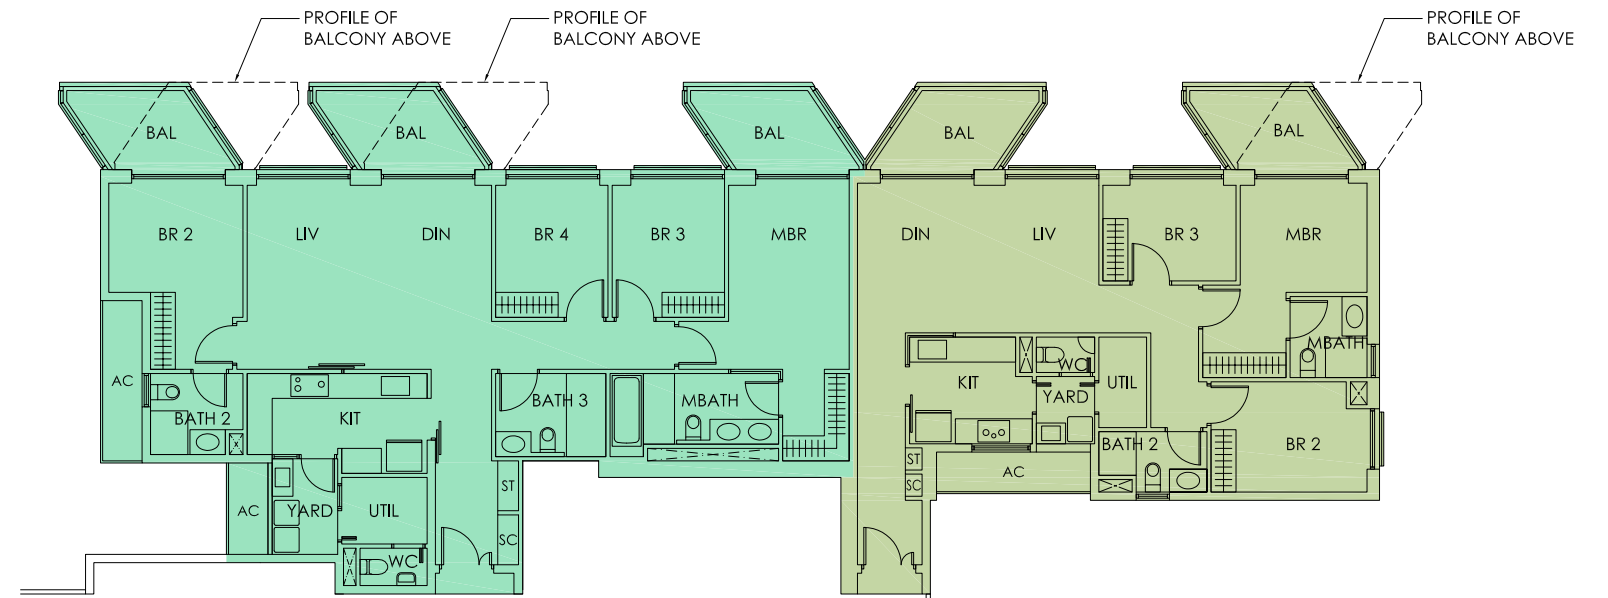 PROFILE OF
BALCONY ABOVE
PROFILE OF
BALCONY ABOVE
PROFILE OF
BALCONY ABOVE
BAL
BAL
BAL
BAL
BAL
BR 2
LIV
DIN
BR 4
BR 3
MBR
DIN
LIV
BR 3
MBR
MBATH
WC
AC
KIT
UTIL
YARD
BATH 2
KIT
BATH 3
MBATH
BATH 2
BR 2
ST
AC
ST
SC
AC
YARD
UTIL
SC
WC